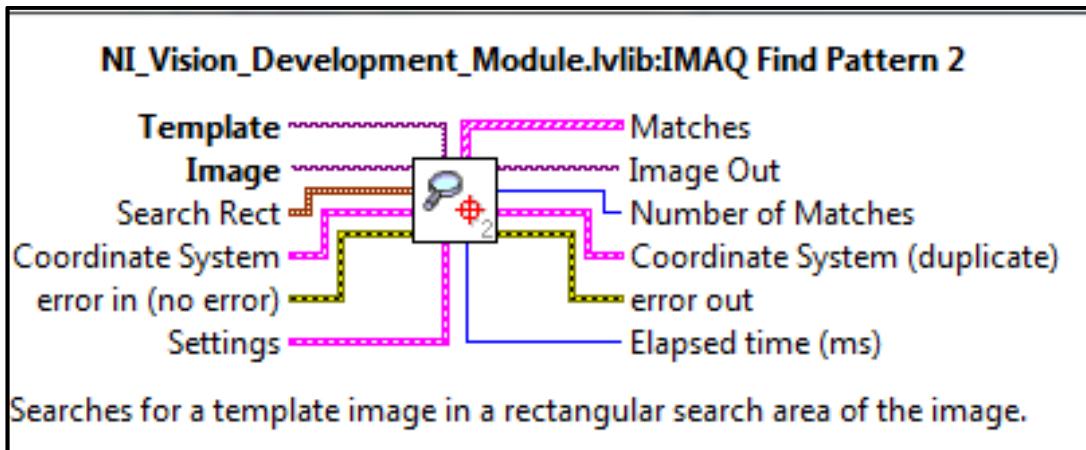 NI_Vision_Development_Module.lvlib:IMAQ Find Pattern 2
Template
Image
Search Rect
Coordinate System
error in (no error)
Settings
2
Matches
Image Out
Number of Matches
Coordinate System (duplicate)
error out
Elapsed time (ms)
Searches for a template image in a rectangular search area of the image.